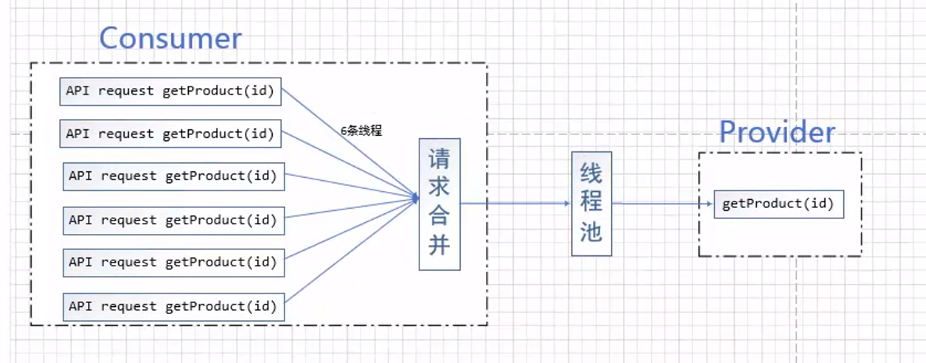 Consumer
API request getProduct(id)
6条线程
API request getProduct(id)
API request getProduct(id)
API request getProduct(id)
API request getProduct(id)
API request getProduct(id)
请求合并
线程池
Provider
getProduct(id)